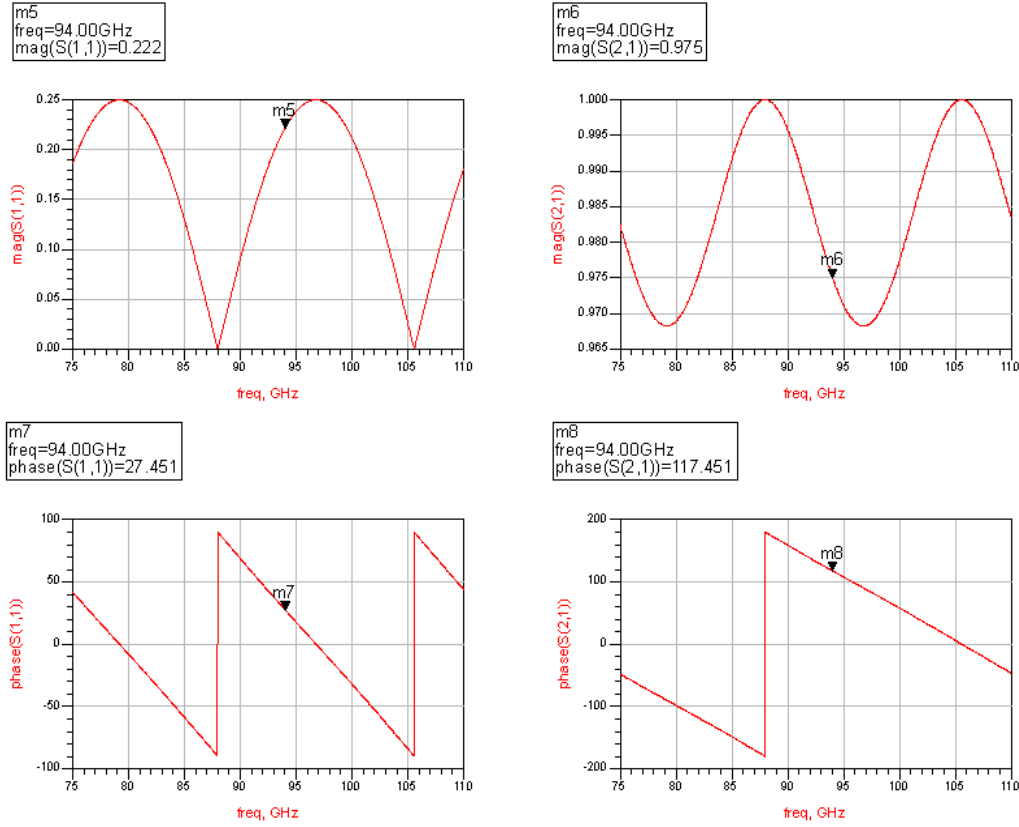 m5
freq=94.00GHz
mag(S(1,1))=0.222
m6
freq=94.00GHz
mag(S(2,1))=0.975
0.25
0.20
0.15
0.10
0.05
0.00
mag(S(1,1))
m5
75 80 85 90 95 100 105 110
freq, GHz
1.000
0.995
0.990
0.985
0.980
0.975
0.970
0.965
mag(S(2,1))
m6
75 80 85 90 95 100 105 110
freq, GHz
m7
freq=94.00GHz
phase(S(1,1))=27.451
m8
freq=94.00GHz
phase(S(2,1))=117.451
100
50
0
-50
-100
phase(S(1,1))
m7
75 80 85 90 95 100 105 110
freq, GHz
200
100
0
-100
-200
phase(S(2,1))
m8
75 80 85 90 95 100 105 110
freq, GHz